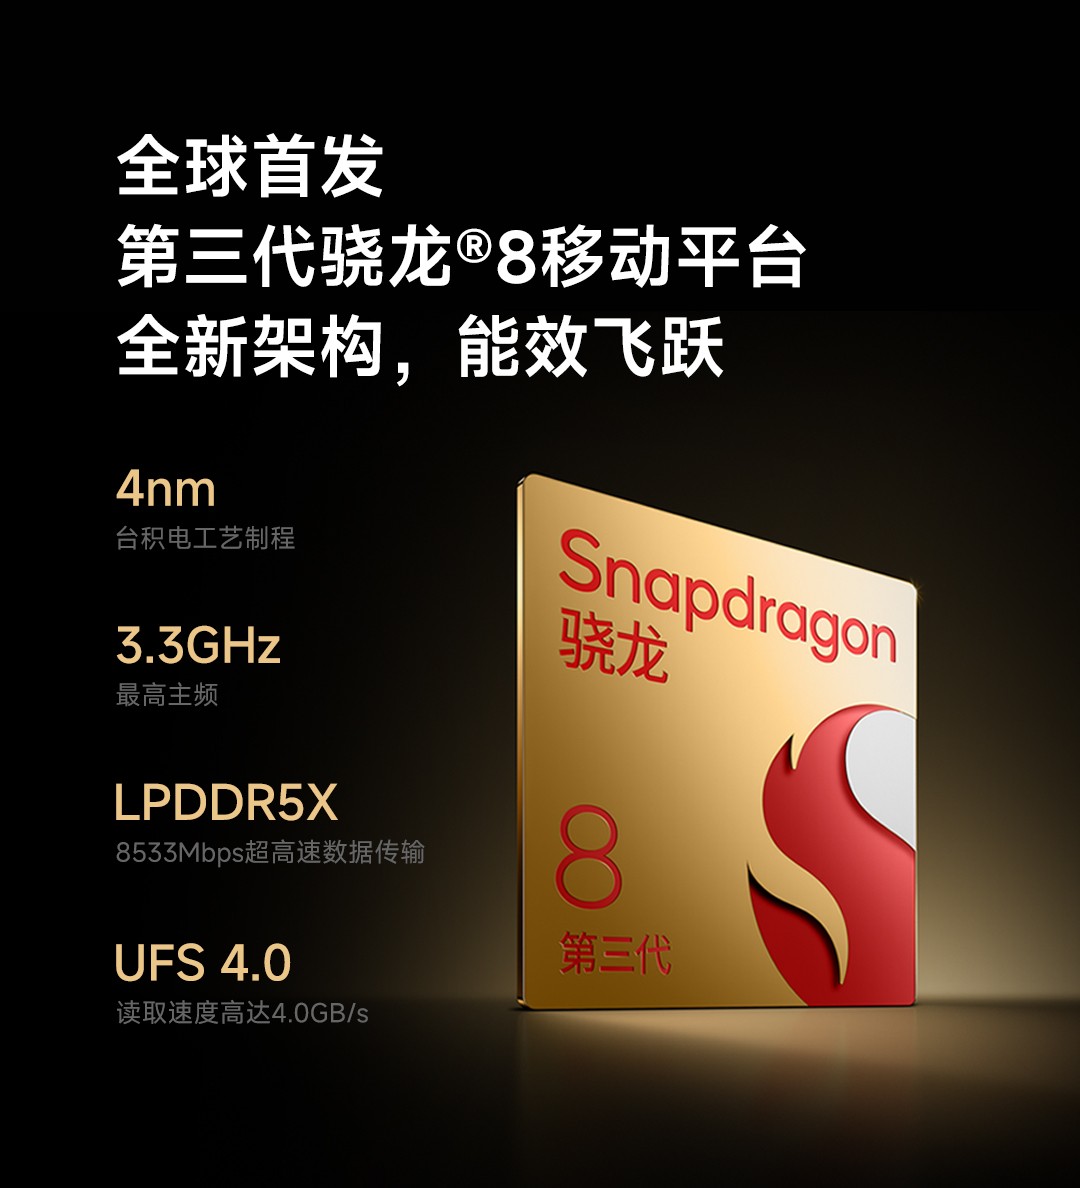 全球首发
第三代骁龙®8移动平台
全新架构，能效飞跃
4nm
台积电工艺制程
3.3GHz
最高主频
LPDDR5X
8533Mbps超高速数据传输
UFS 4.0
读取速度高达4.0GB/s
Snapdragon
骁龙
8
第三代